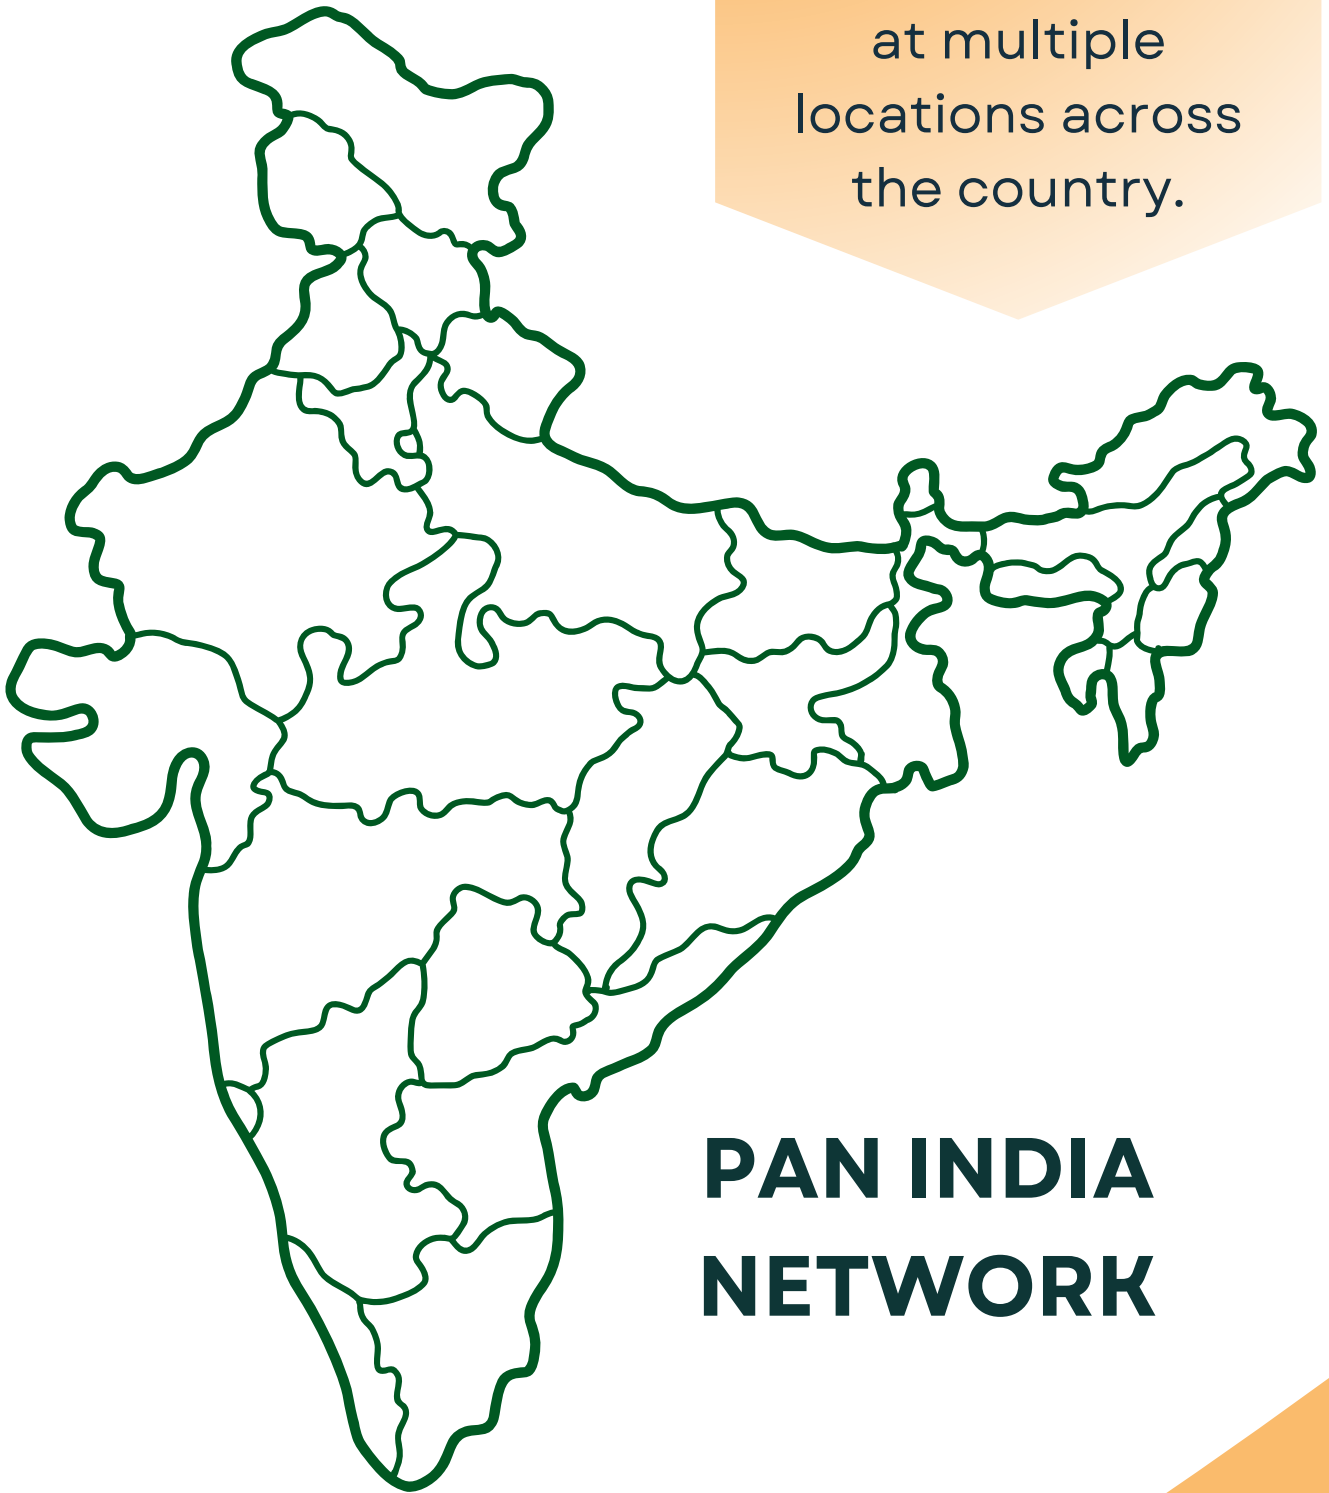 at multiple
locations across
the country.
PAN INDIA
NETWORK